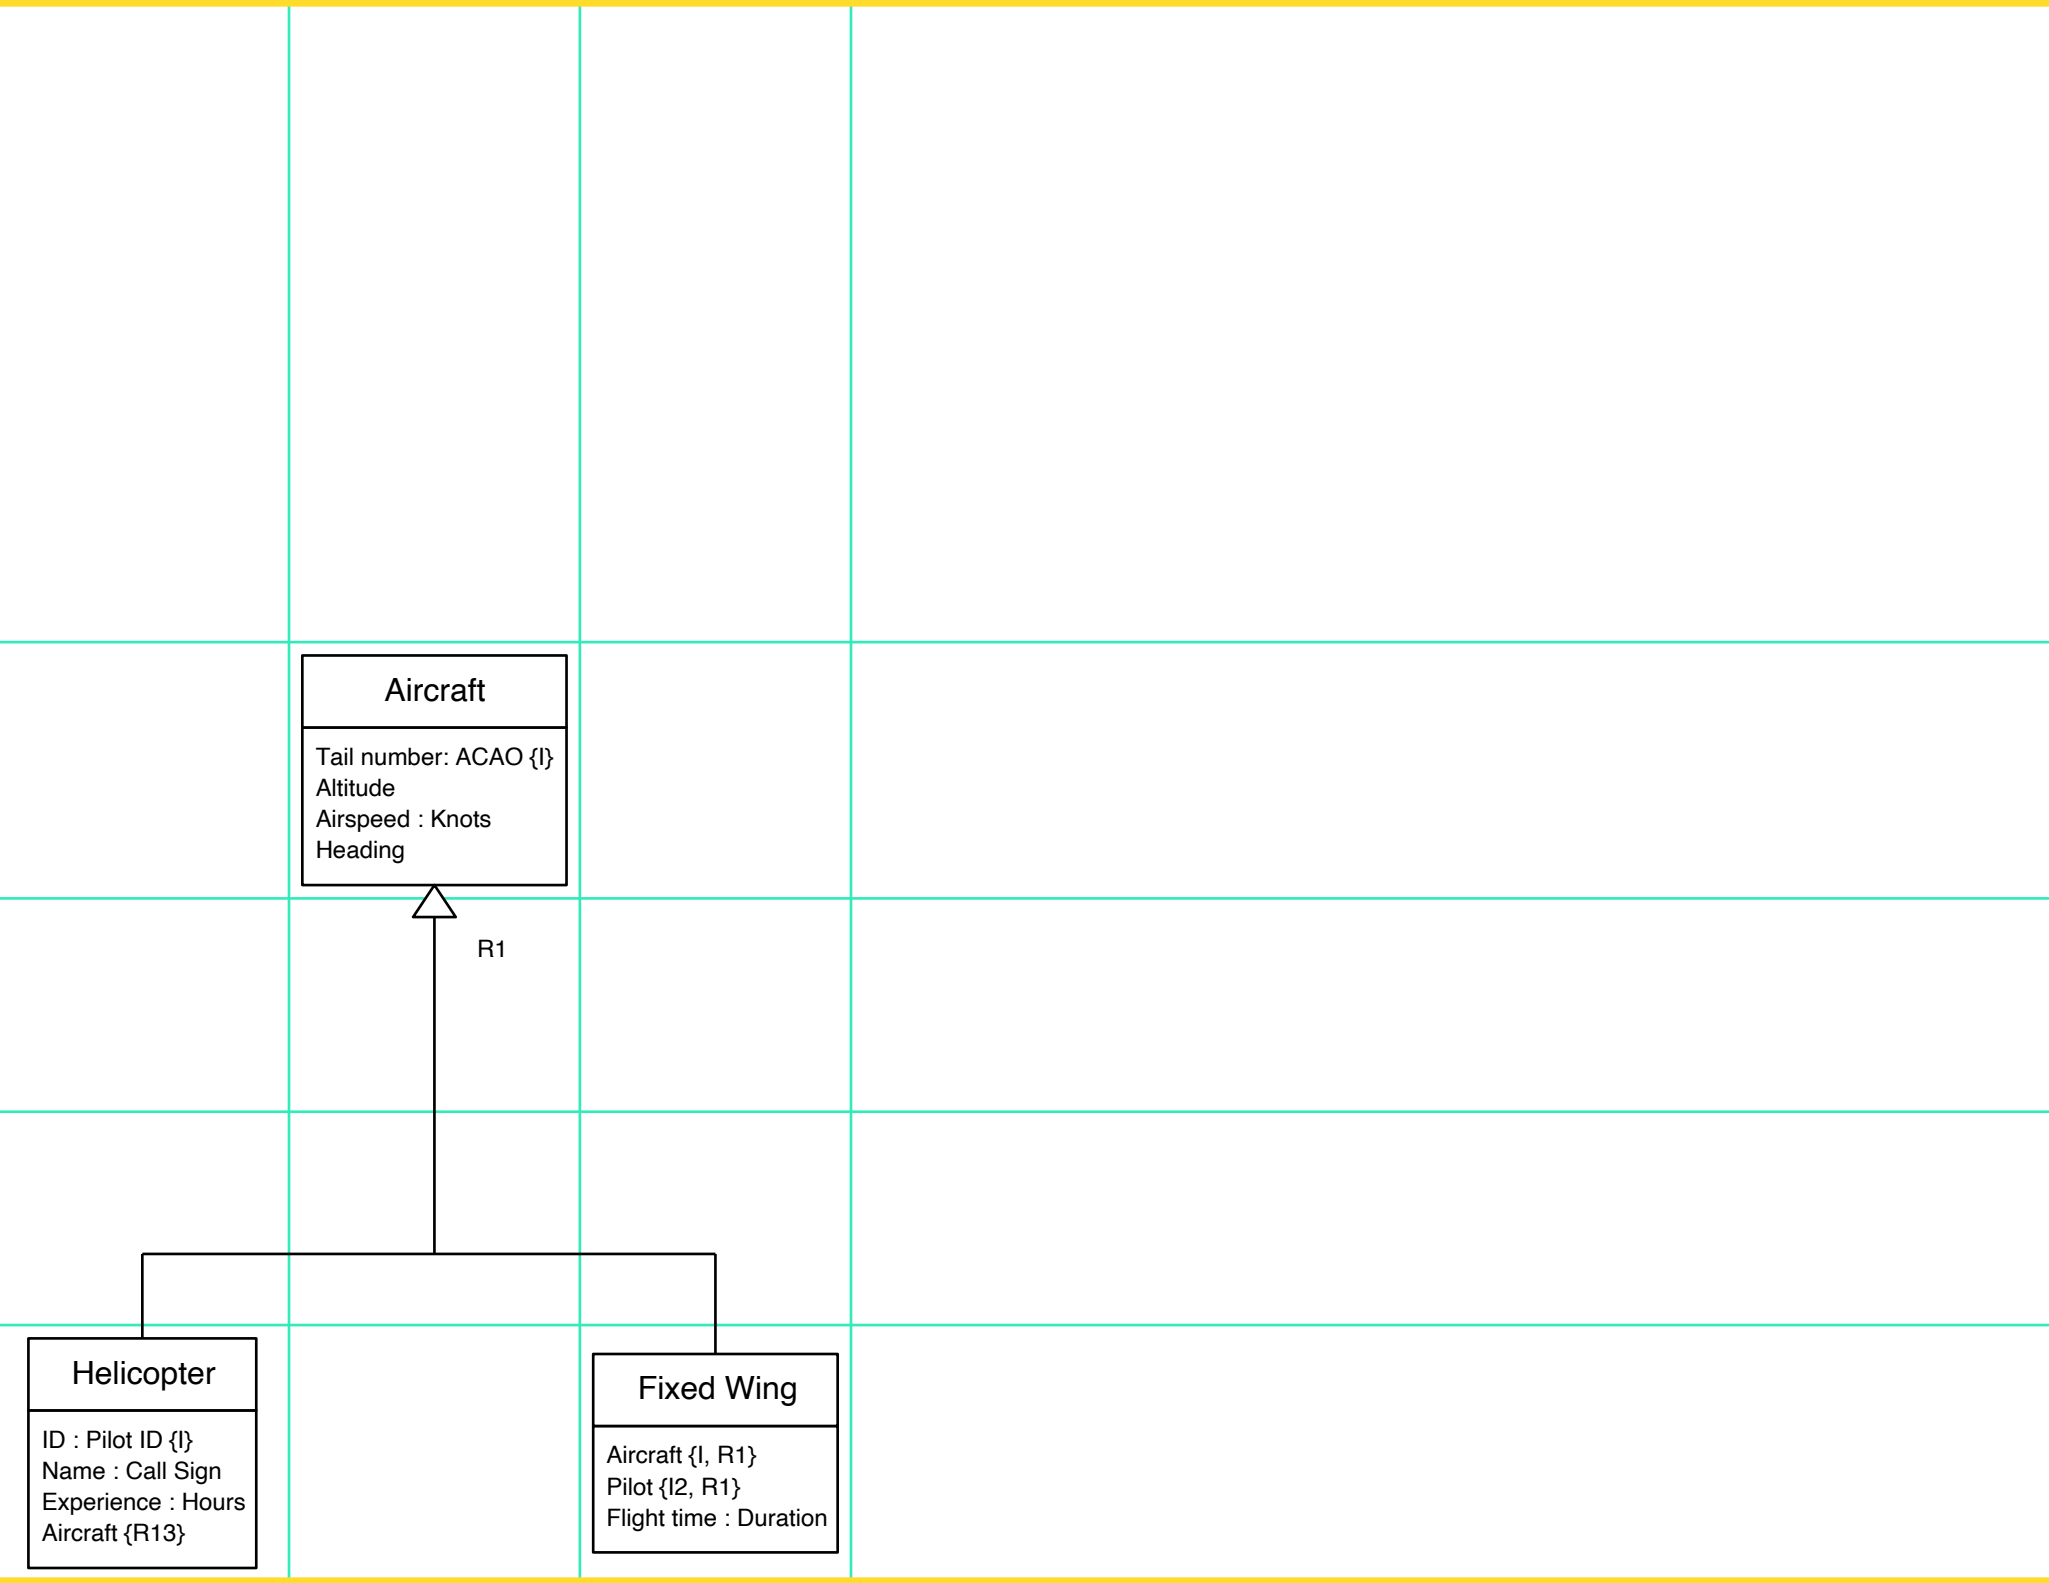 Aircraft
Tail number: ACAO {I}
Altitude
Airspeed : Knots
Heading
R1
Helicopter
ID : Pilot ID {I}
Name : Call Sign
Experience : Hours
Aircraft {R13}
Fixed Wing
Aircraft {I, R1}
Pilot {I2, R1}
Flight time : Duration